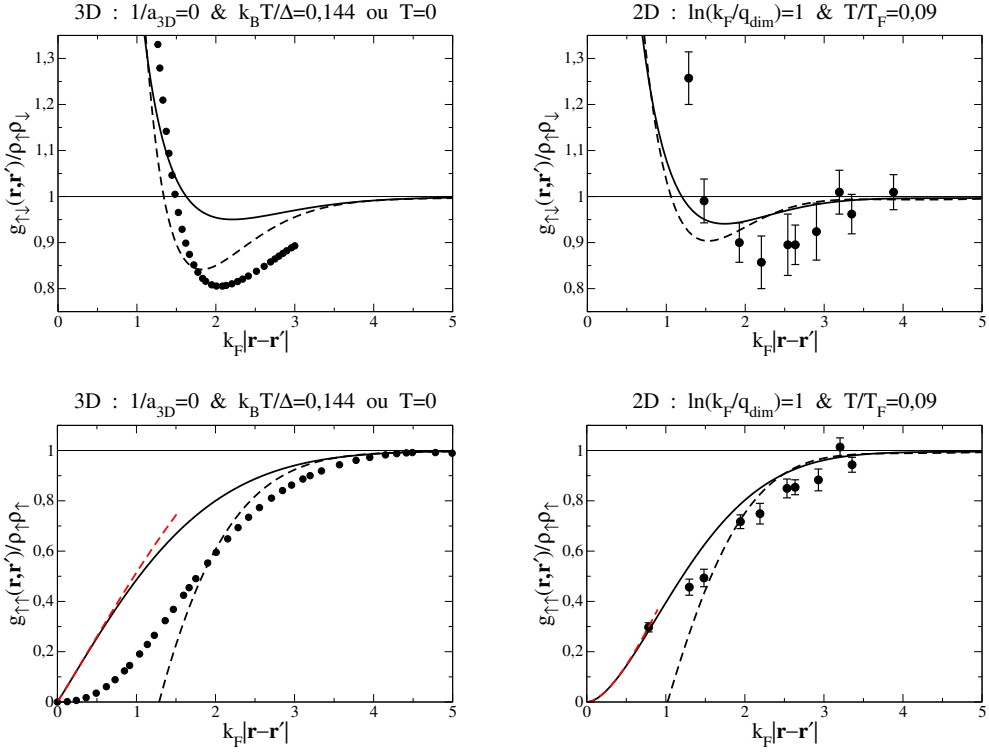 3D : 1/a3D=0 & kBT/Δ=0,144 ou T=0
g↑↓(r,r′)/ρ↑ρ↓
1,3
1,2
1,1
1
0,9
0,8
0 1 2 3 4 5
kF|r−r′|
2D : ln(kF/qdim)=1 & T/TF=0,09
g↑↓(r,r′)/ρ↑ρ↓
1,3
1,2
1,1
1
0,9
0,8
0 1 2 3 4 5
kF|r−r′|
3D : 1/a3D=0 & kBT/Δ=0,144 ou T=0
g↑↑(r,r′)/ρ↑ρ↑
1
0,8
0,6
0,4
0,2
0
0 1 2 3 4 5
kF|r−r′|
2D : ln(kF/qdim)=1 & T/TF=0,09
g↑↑(r,r′)/ρ↑ρ↑
1
0,8
0,6
0,4
0,2
0
0 1 2 3 4 5
kF|r−r′|